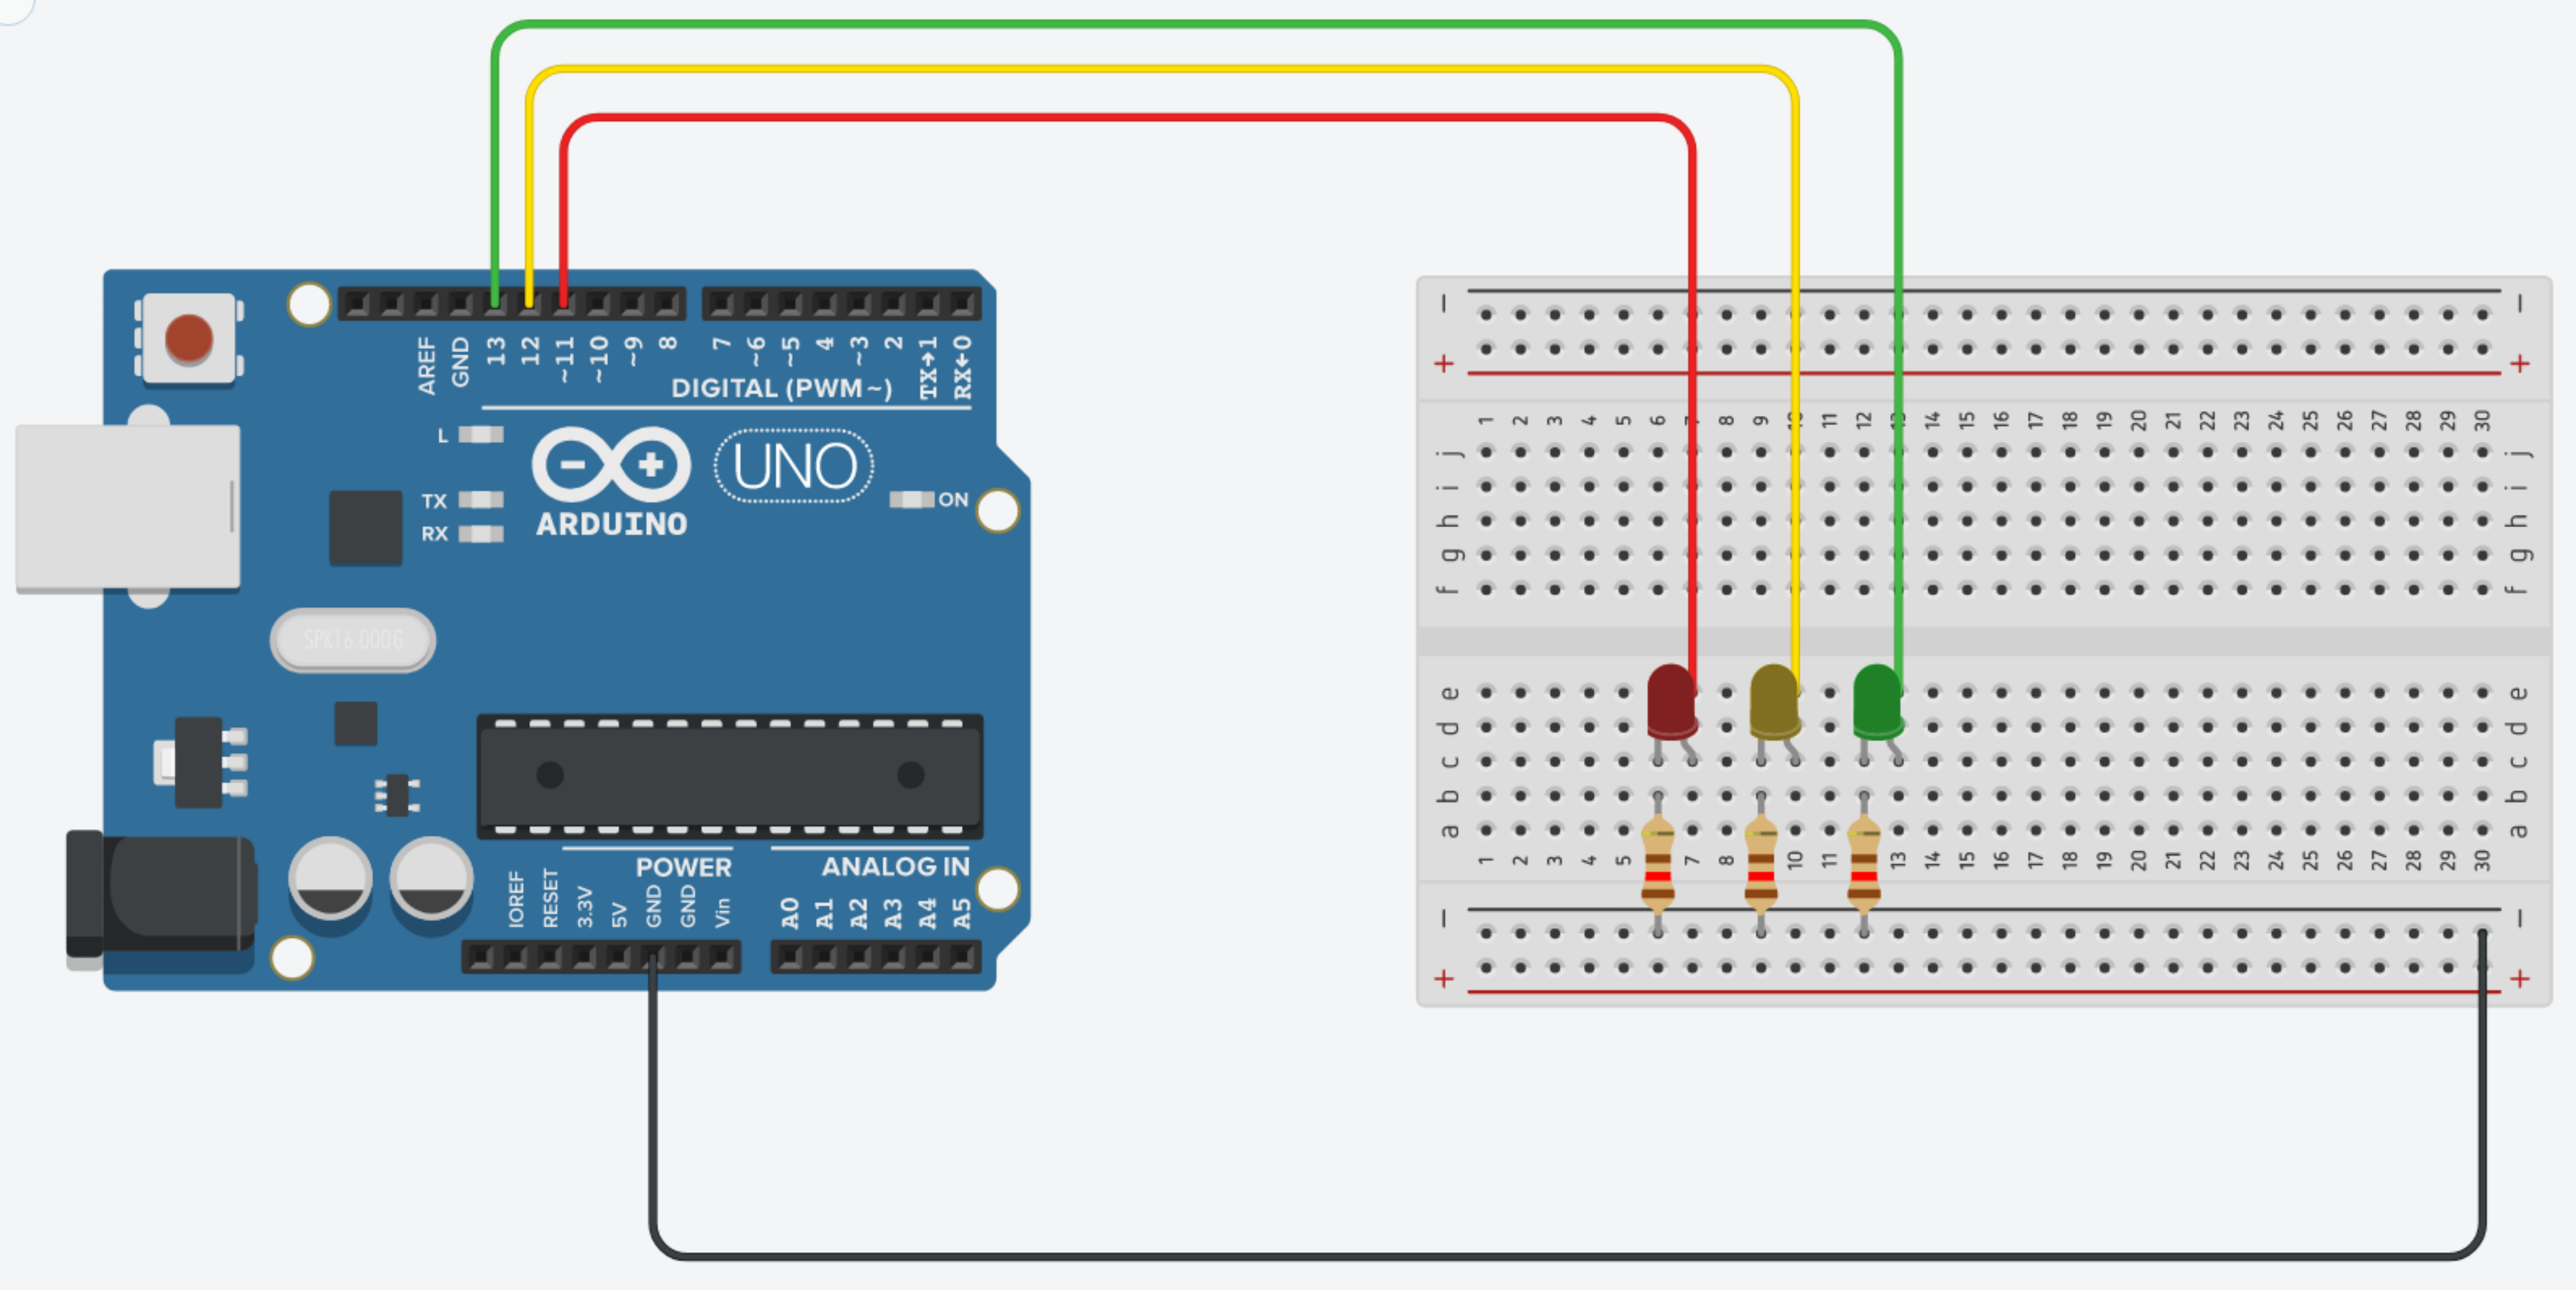 AREF
GND
13
12
~11
~10
~9
8
7
~6
~5
4
~3
2
TX→1
RX←0
DIGITAL (PWM~)
L
TX
RX
ARDUINO
UNO
ON
SPK16.000G
POWER
ANALOG IN
IOREF
RESET
3.3V
5V
GND
GND
Vin
A0
A1
A2
A3
A4
A5
− −
+ +
1 2 3 4 5 6 7 8 9 10 11 12 13 14 15 16 17 18 19 20 21 22 23 24 25 26 27 28 29 30
j j
i i
h h
g g
f f
e e
d d
c c
b b
a a
1 2 3 4 5 7 8 10 11 13 14 15 16 17 18 19 20 21 22 23 24 25 26 27 28 29 30
− −
+ +